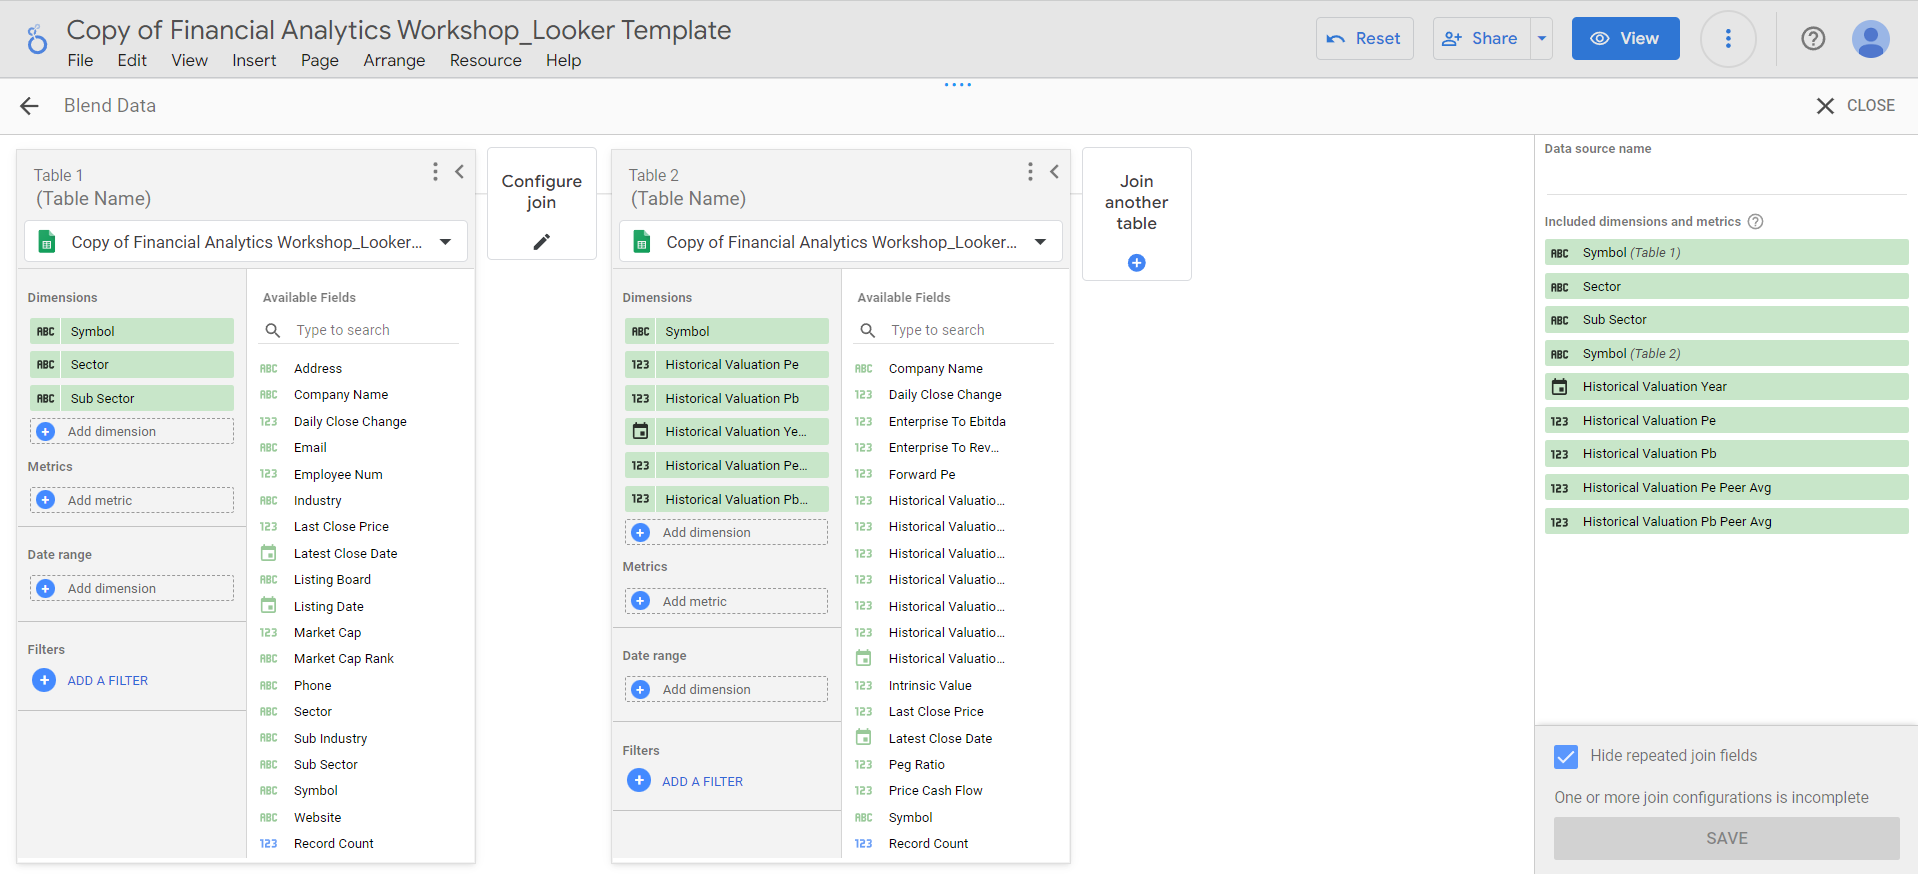 Copy of Financial Analytics Workshop_Looker Template
File Edit View Insert Page Arrange Resource Help
Reset
Share
View
Blend Data
CLOSE
Table 1
(Table Name)
Copy of Financial Analytics Workshop_Looker...
Dimensions
ABC Symbol
ABC Sector
ABC Sub Sector
Add dimension
Metrics
Add metric
Date range
Add dimension
Filters
ADD A FILTER
Available Fields
Type to search
ABC Address
ABC Company Name
123 Daily Close Change
ABC Email
123 Employee Num
ABC Industry
123 Last Close Price
Latest Close Date
ABC Listing Board
Listing Date
123 Market Cap
ABC Market Cap Rank
ABC Phone
ABC Sector
ABC Sub Industry
ABC Sub Sector
ABC Symbol
ABC Website
123 Record Count
Configure
join
Table 2
(Table Name)
Copy of Financial Analytics Workshop_Looker...
Dimensions
ABC Symbol
123 Historical Valuation Pe
123 Historical Valuation Pb
Historical Valuation Ye...
123 Historical Valuation Pe...
123 Historical Valuation Pb...
Add dimension
Metrics
Add metric
Date range
Add dimension
Filters
ADD A FILTER
Available Fields
Type to search
ABC Company Name
123 Daily Close Change
123 Enterprise To Ebitda
123 Enterprise To Rev...
123 Forward Pe
123 Historical Valuatio...
123 Historical Valuatio...
123 Historical Valuatio...
123 Historical Valuatio...
123 Historical Valuatio...
123 Historical Valuatio...
Historical Valuatio...
123 Intrinsic Value
123 Last Close Price
Latest Close Date
123 Peg Ratio
123 Price Cash Flow
ABC Symbol
123 Record Count
Join
another
table
Data source name
Included dimensions and metrics
ABC Symbol (Table 1)
ABC Sector
ABC Sub Sector
ABC Symbol (Table 2)
Historical Valuation Year
123 Historical Valuation Pe
123 Historical Valuation Pb
123 Historical Valuation Pe Peer Avg
123 Historical Valuation Pb Peer Avg
Hide repeated join fields
One or more join configurations is incomplete
SAVE